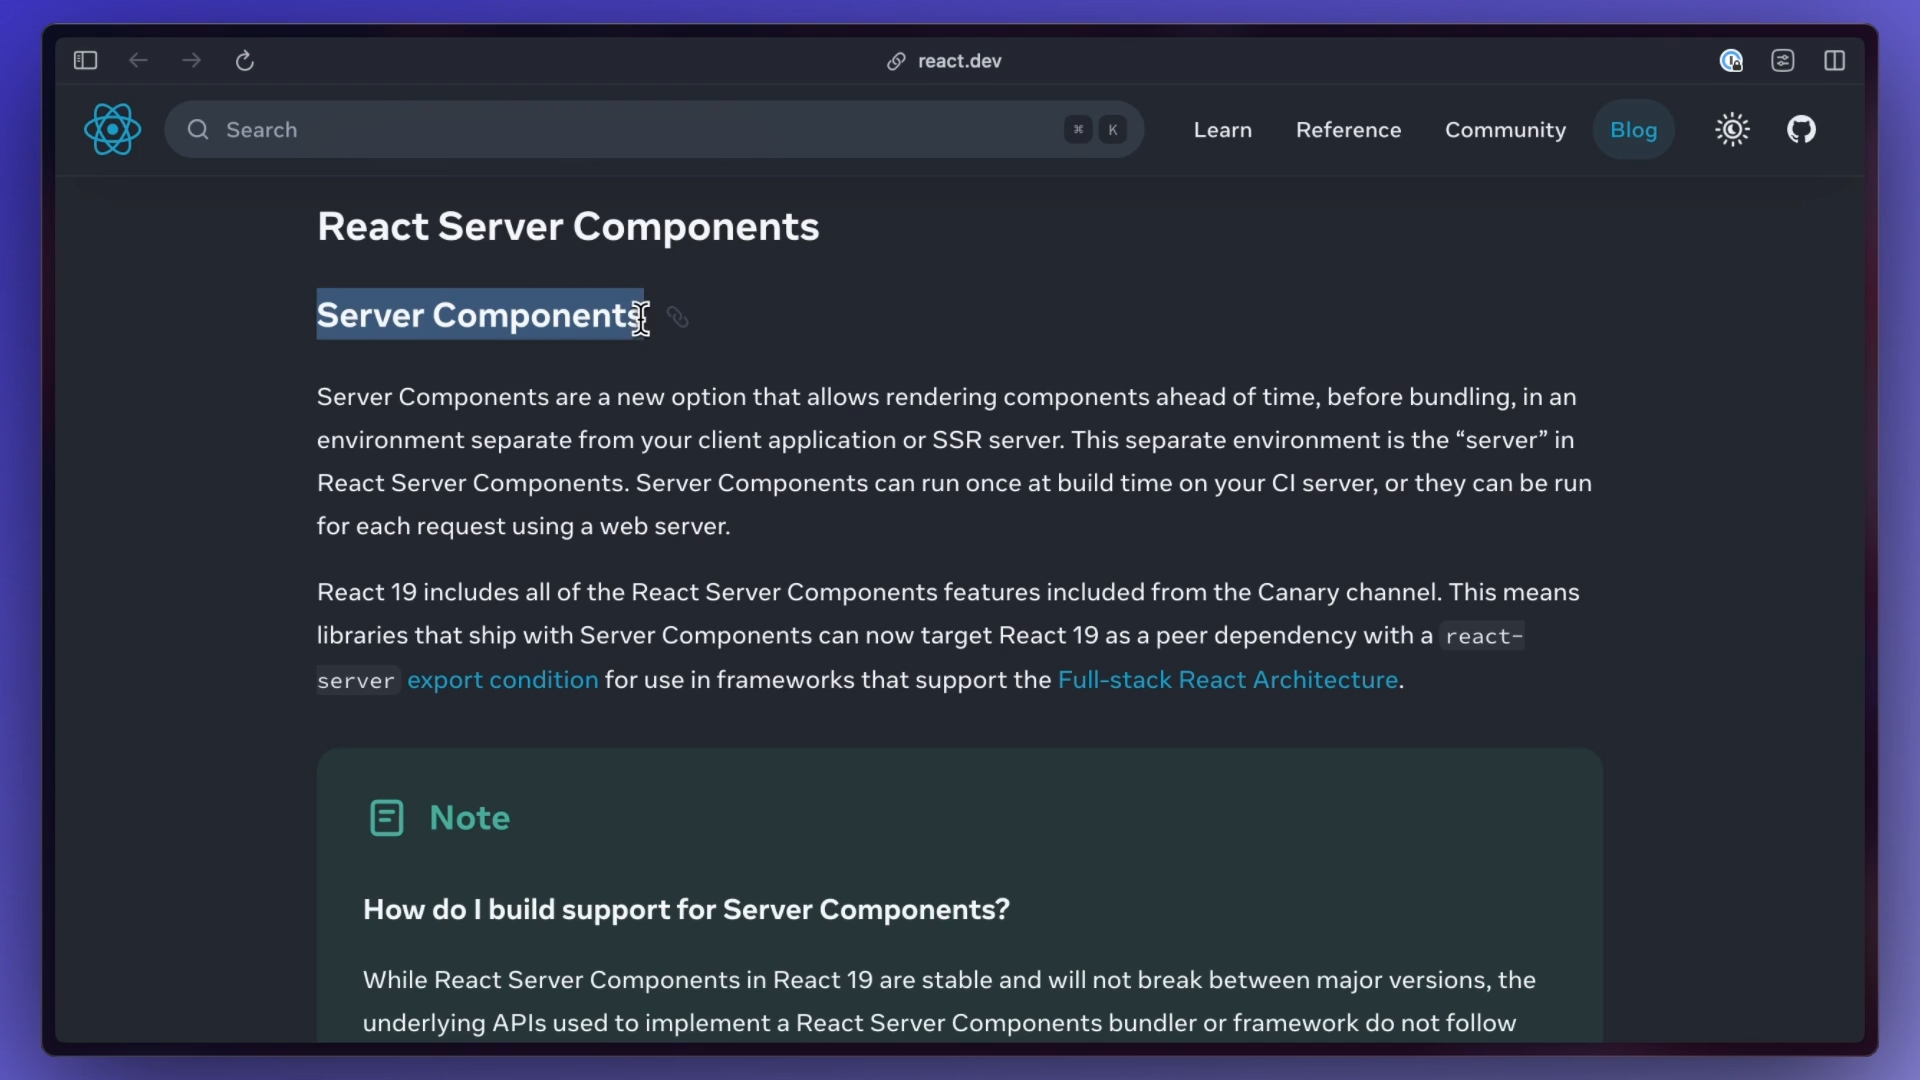 react.dev
Search
⌘ K
Learn
Reference
Community
Blog
React Server Components
Server Components
Server Components are a new option that allows rendering components ahead of time, before bundling, in an
environment separate from your client application or SSR server. This separate environment is the “server” in
React Server Components. Server Components can run once at build time on your CI server, or they can be run
for each request using a web server.
React 19 includes all of the React Server Components features included from the Canary channel. This means
libraries that ship with Server Components can now target React 19 as a peer dependency with a react-
server export condition for use in frameworks that support the Full-stack React Architecture.
Note
How do I build support for Server Components?
While React Server Components in React 19 are stable and will not break between major versions, the
underlying APIs used to implement a React Server Components bundler or framework do not follow